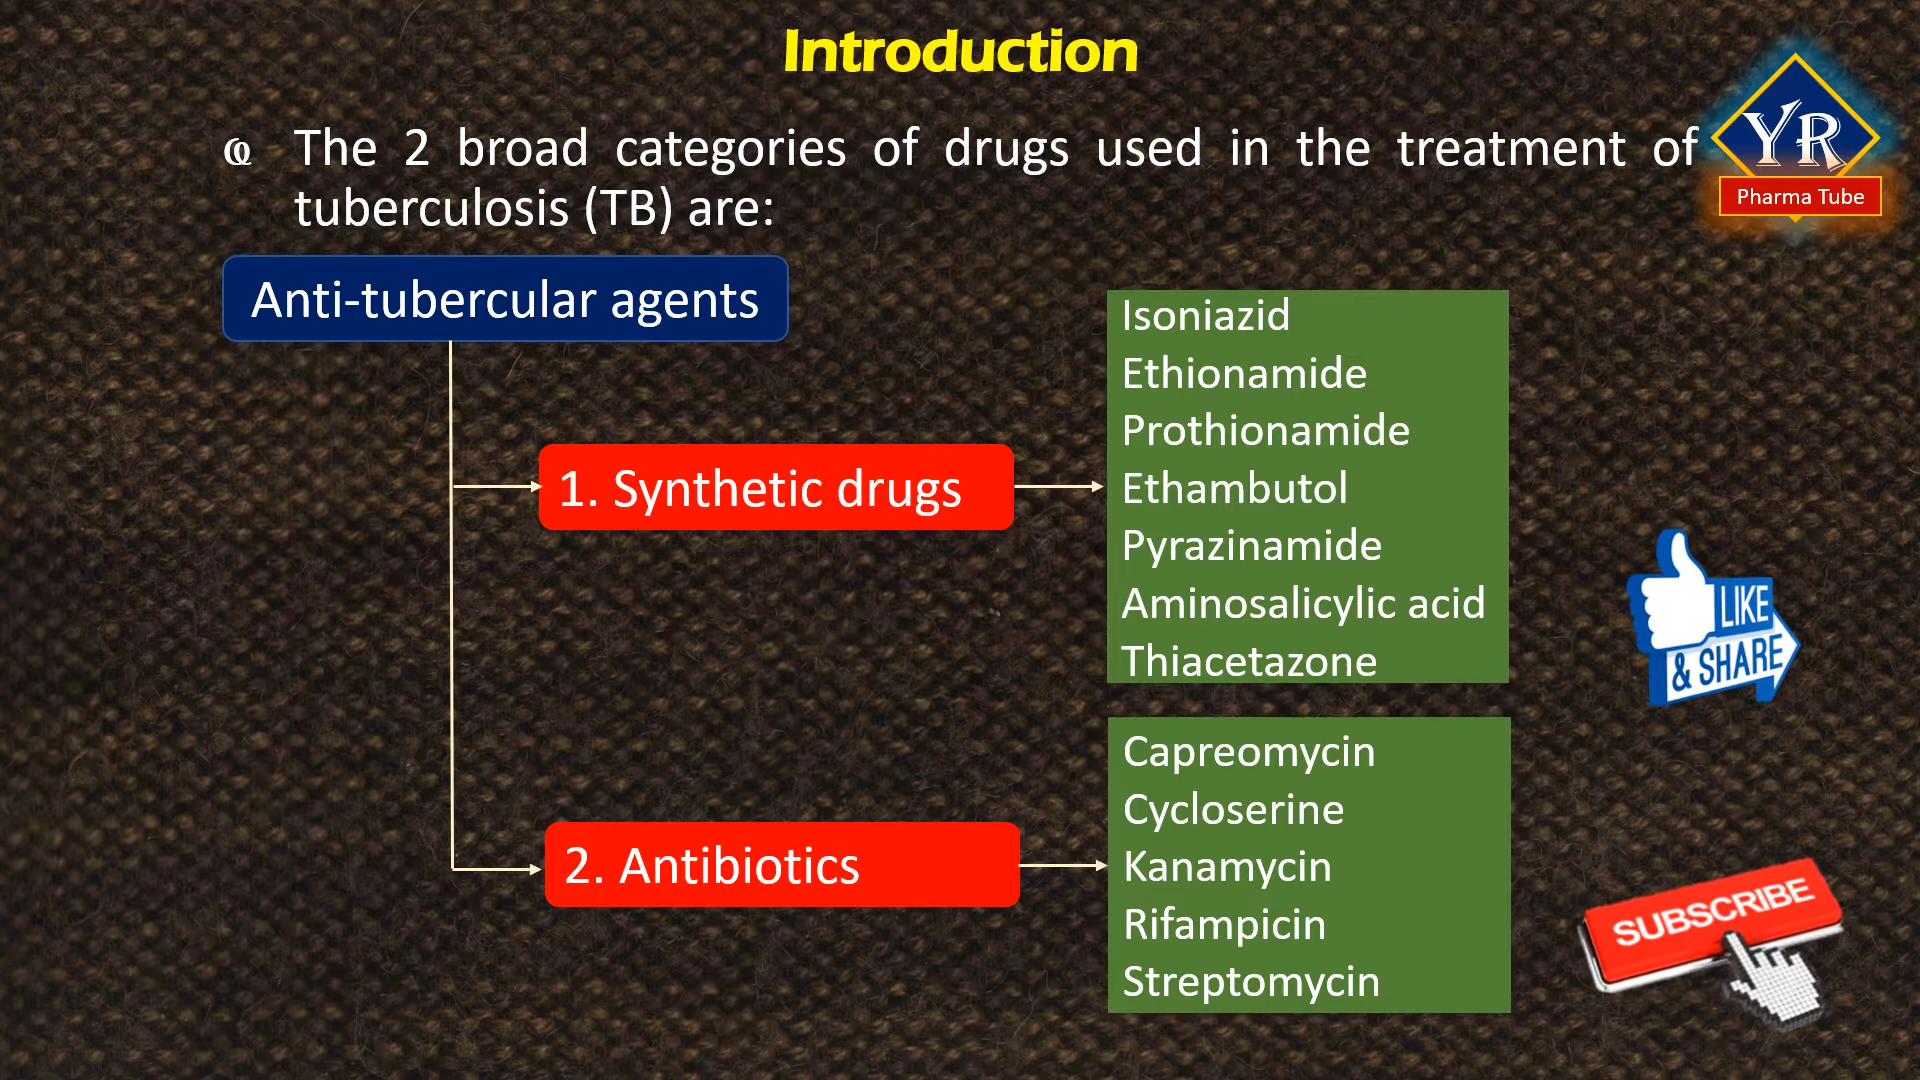 Introduction
The 2 broad categories of drugs used in the treatment of
tuberculosis (TB) are:
YR
Pharma Tube
Anti-tubercular agents
1. Synthetic drugs
Isoniazid
Ethionamide
Prothionamide
Ethambutol
Pyrazinamide
Aminosalicylic acid
Thiacetazone
LIKE
& SHARE
2. Antibiotics
Capreomycin
Cycloserine
Kanamycin
Rifampicin
Streptomycin
SUBSCRIBE